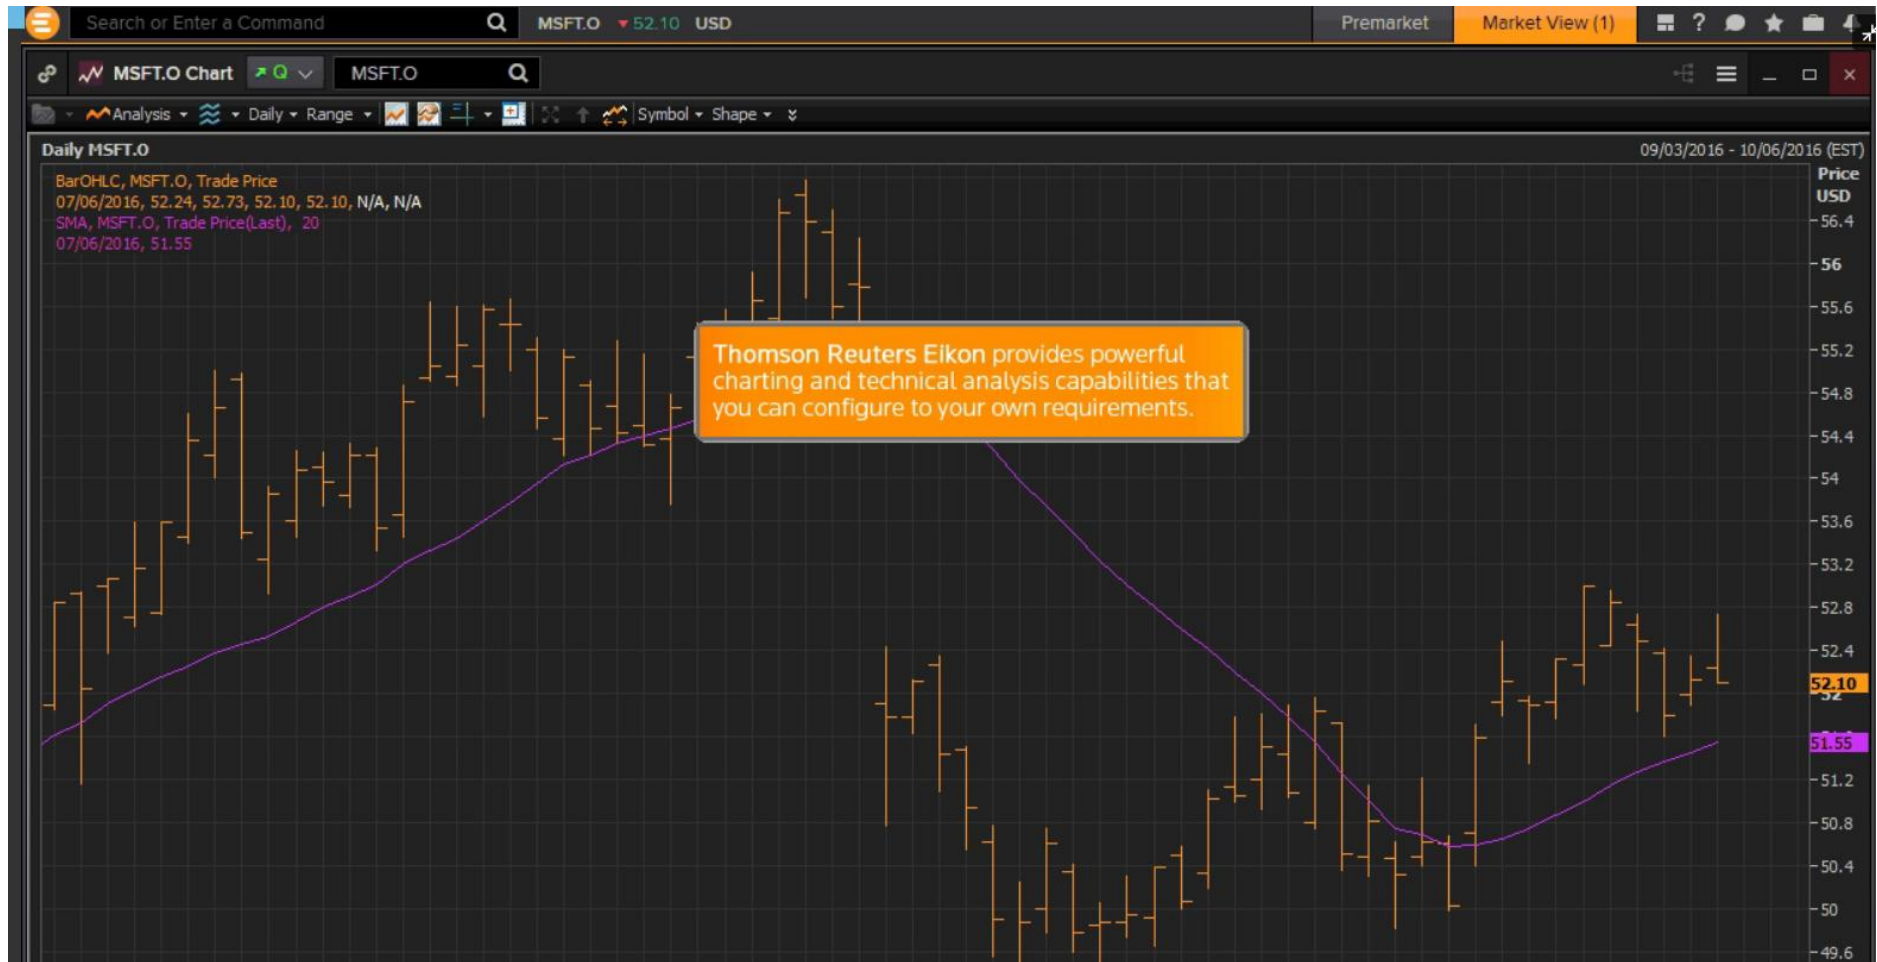 Search or Enter a Command
MSFT.O ▼52.10 USD
Premarket
Market View (1)
?
MSFT.O Chart
Q
MSFT.O
Analysis
Daily
Range
Symbol
Shape
Daily MSFT.O
09/03/2016 - 10/06/2016 (EST)
BarOHLC, MSFT.O, Trade Price
07/06/2016, 52.24, 52.73, 52.10, 52.10, N/A, N/A
SMA, MSFT.O, Trade Price(Last), 20
07/06/2016, 51.55
Price
USD
56.4
56
55.6
55.2
54.8
54.4
54
53.6
53.2
52.8
52.4
52.10
52
51.55
51.2
50.8
50.4
50
49.6
Thomson Reuters Eikon provides powerful
charting and technical analysis capabilities that
you can configure to your own requirements.